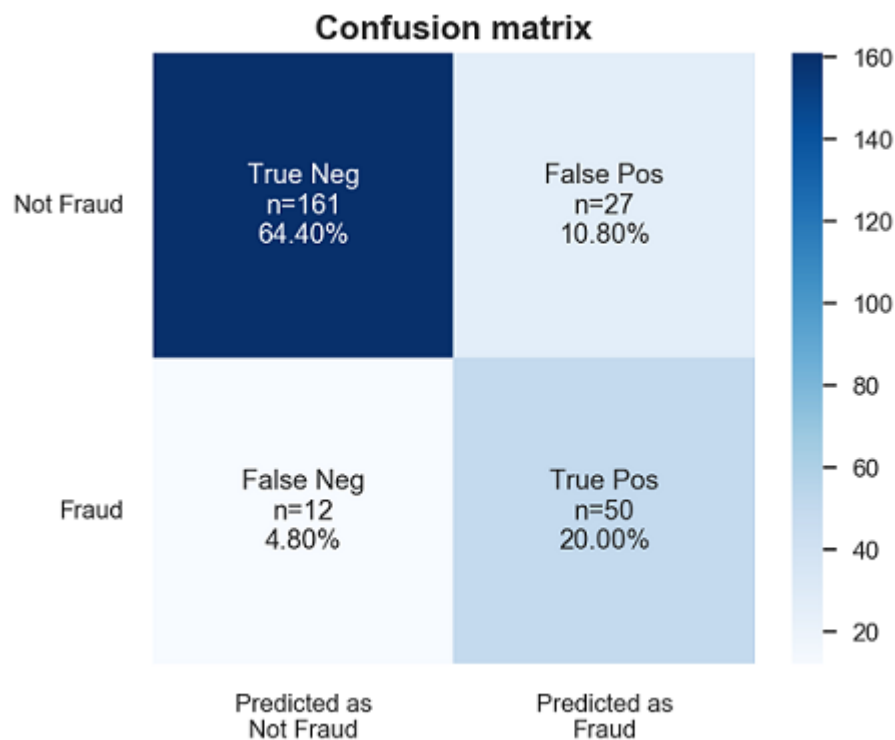 Confusion matrix
Not Fraud
True Neg
n=161
64.40%
False Pos
n=27
10.80%
Fraud
False Neg
n=12
4.80%
True Pos
n=50
20.00%
Predicted as
Not Fraud
Predicted as
Fraud
160
140
120
100
80
60
40
20